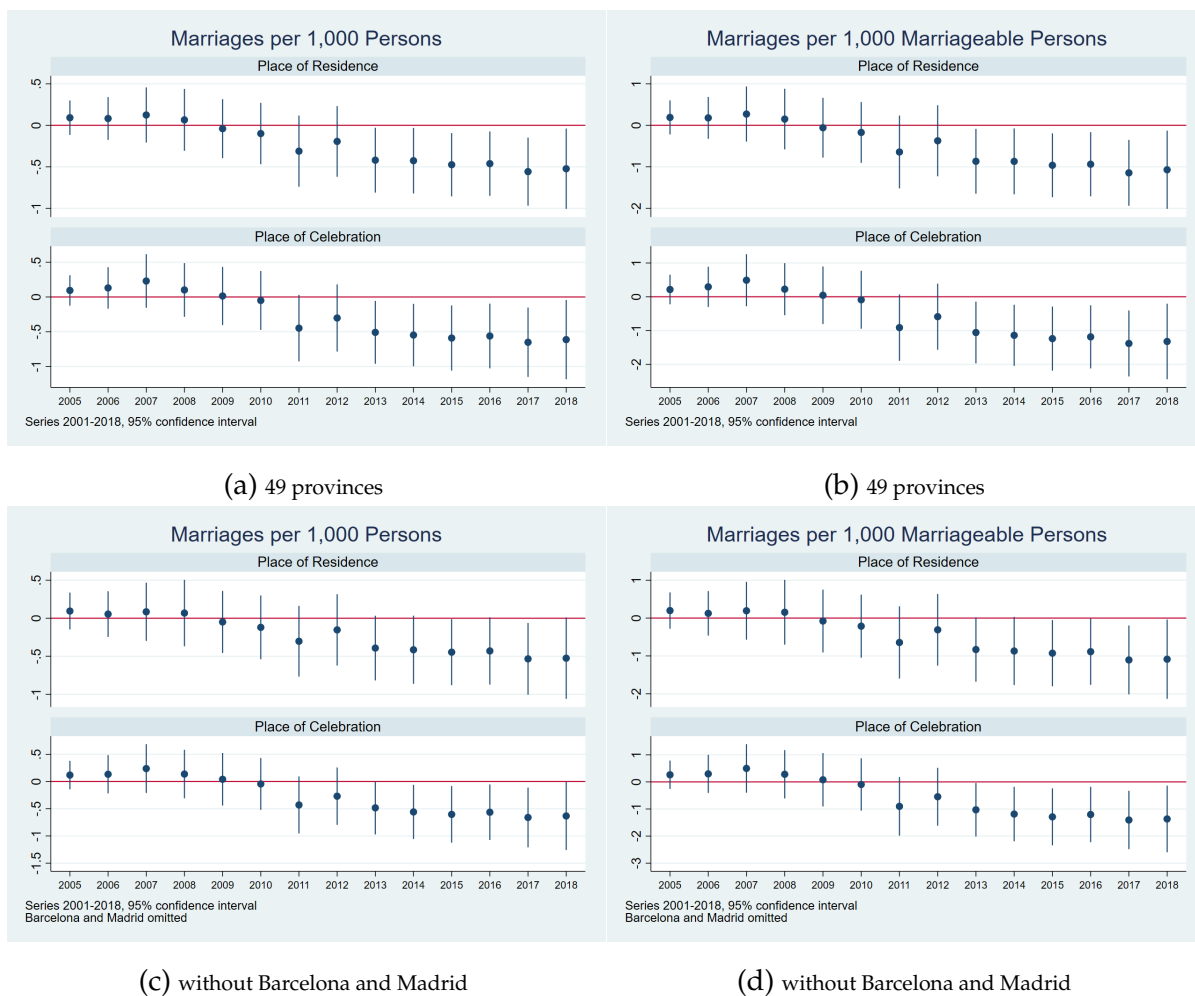 Marriages per 1,000 Persons
Place of Residence
.5
0
-.5
-1
Place of Celebration
.5
0
-.5
-1
2005 2006 2007 2008 2009 2010 2011 2012 2013 2014 2015 2016 2017 2018
Series 2001-2018, 95% confidence interval
(a) 49 provinces
Marriages per 1,000 Marriageable Persons
Place of Residence
1
0
-1
-2
Place of Celebration
1
0
-1
-2
2005 2006 2007 2008 2009 2010 2011 2012 2013 2014 2015 2016 2017 2018
Series 2001-2018, 95% confidence interval
(b) 49 provinces
Marriages per 1,000 Persons
Place of Residence
.5
0
-.5
-1
Place of Celebration
.5
0
-.5
-1
-1.5
2005 2006 2007 2008 2009 2010 2011 2012 2013 2014 2015 2016 2017 2018
Series 2001-2018, 95% confidence interval
Barcelona and Madrid omitted
(c) without Barcelona and Madrid
Marriages per 1,000 Marriageable Persons
Place of Residence
1
0
-1
-2
Place of Celebration
1
0
-1
-2
-3
2005 2006 2007 2008 2009 2010 2011 2012 2013 2014 2015 2016 2017 2018
Series 2001-2018, 95% confidence interval
Barcelona and Madrid omitted
(d) without Barcelona and Madrid